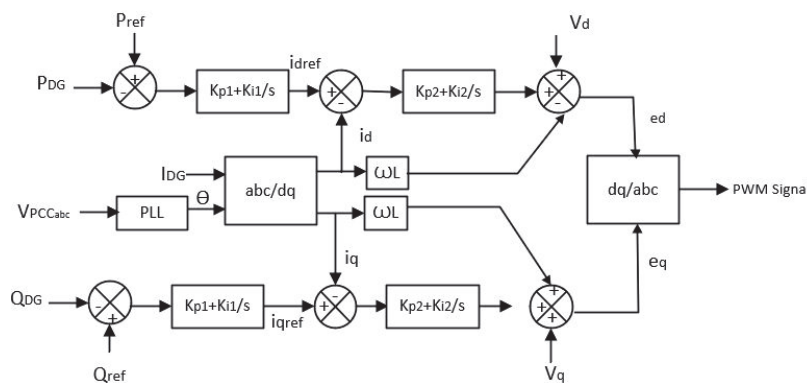 Pref
Vd
idref
PDG
+
-
Kp1+Ki1/s
+
-
Kp2+Ki2/s
+
+
-
id
ed
IDG
abc/dq
ωL
dq/abc
PWM Signa
VPCCabc
PLL
Θ
ωL
iq
eq
QDG
-
+
Kp1+Ki1/s
-
+
Kp2+Ki2/s
+
+
+
iqref
Qref
Vq